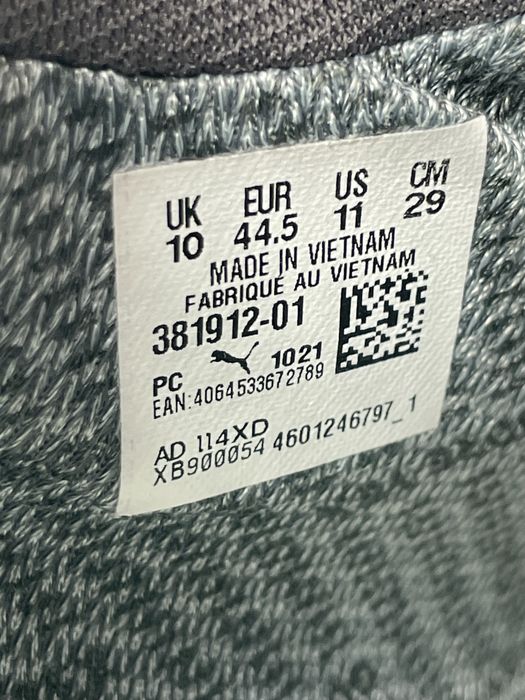 UK EUR US CM
10 44.5 11 29
MADE IN VIETNAM
FABRIQUÉ AU VIETNAM
381912-01
PC 1021
EAN:4064533672789
AD 114XD
XB900054 4601246797_1